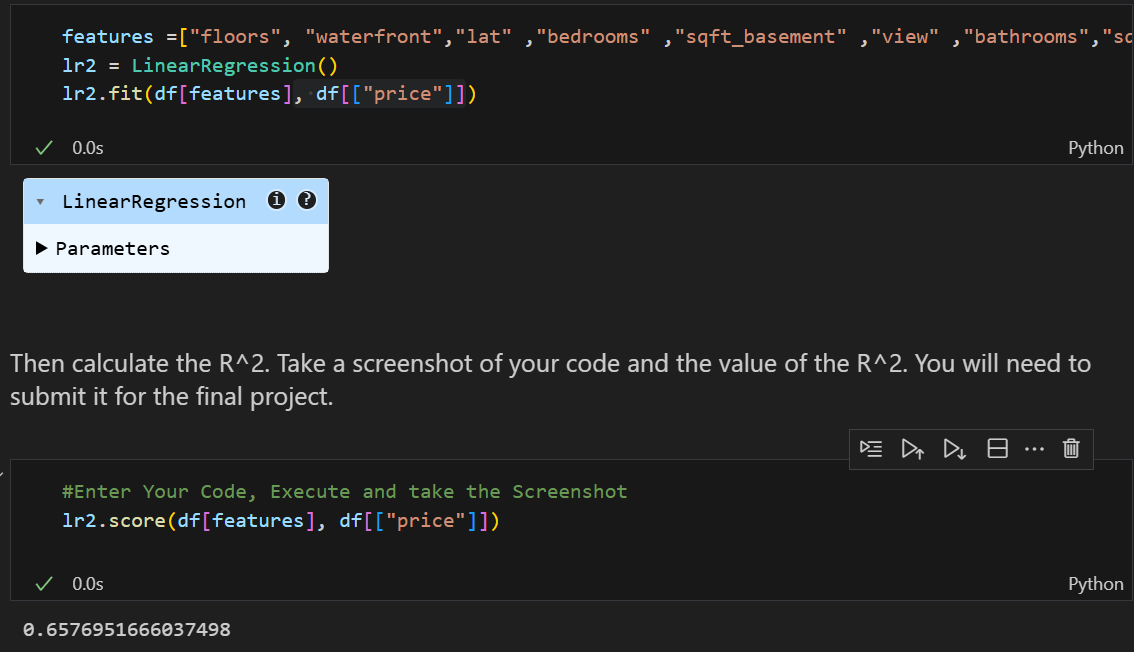 features =["floors", "waterfront","lat" ,"bedrooms" ,"sqft_basement" ,"view" ,"bathrooms","
lr2 = LinearRegression()
lr2.fit(df[features], df[["price"]])
0.0s
Python
LinearRegression i ?
Parameters
Then calculate the R^2. Take a screenshot of your code and the value of the R^2. You will need to
submit it for the final project.
#Enter Your Code, Execute and take the Screenshot
lr2.score(df[features], df[["price"]])
0.0s
Python
0.6576951666037498